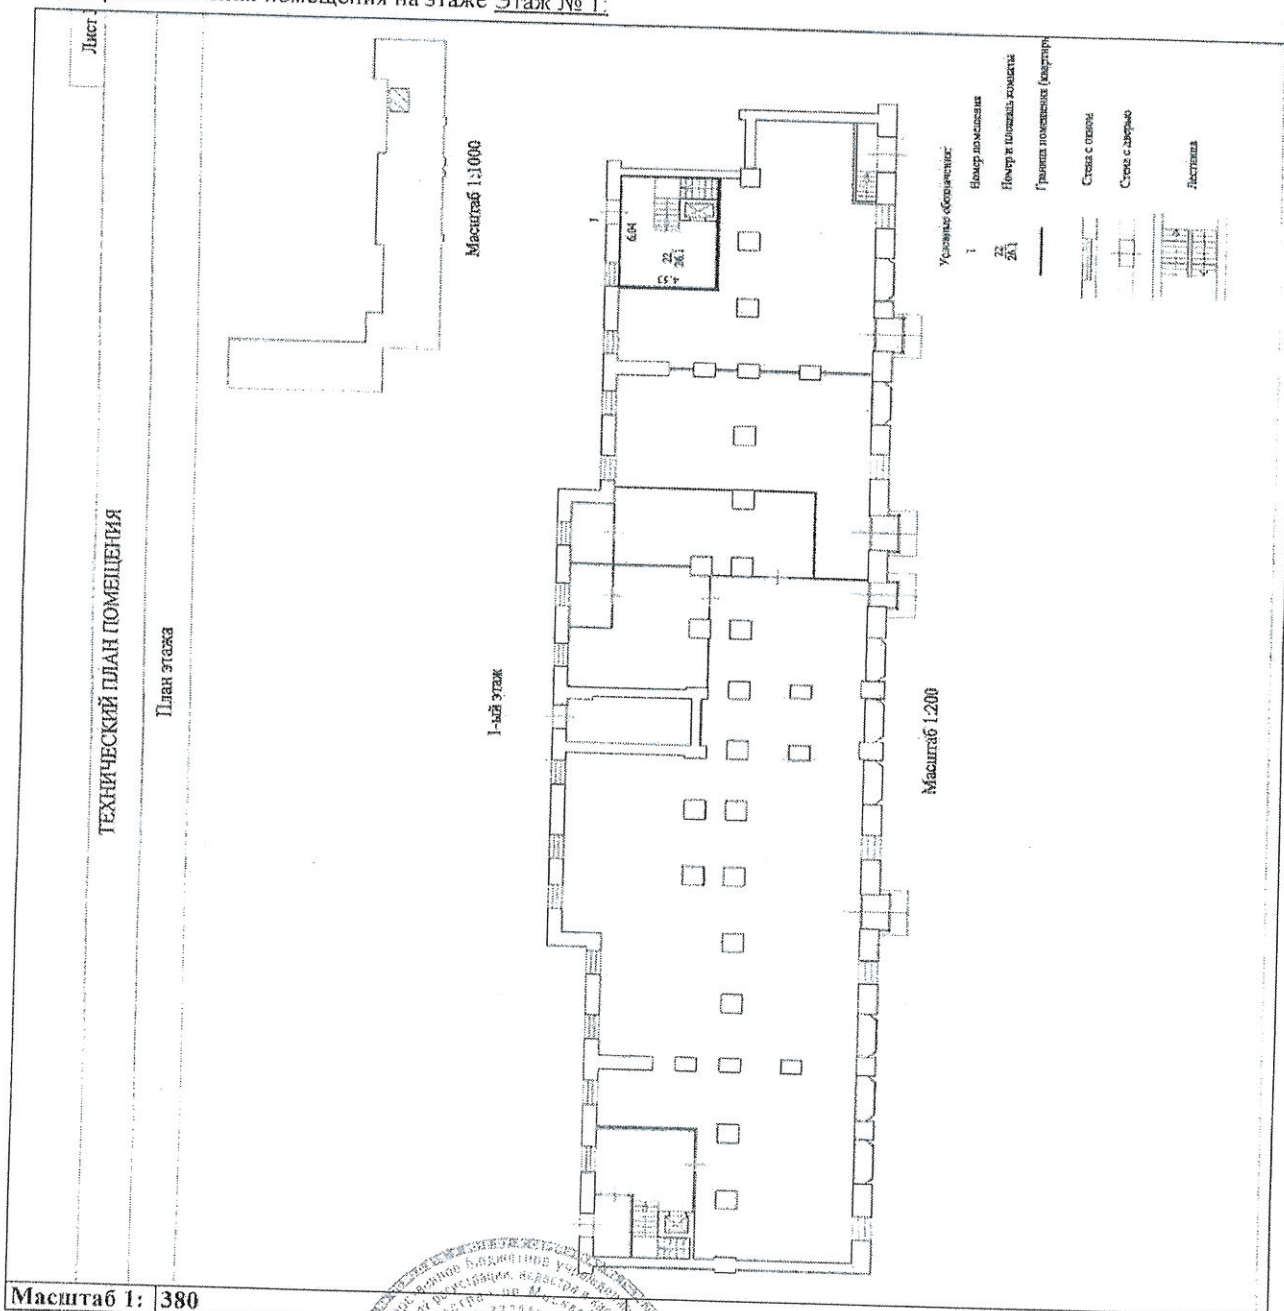 помещения на этаже Этаж № 1:
Лист
ТЕХНИЧЕСКИЙ ПЛАН ПОМЕЩЕНИЯ
План этажа
Масштаб 1:1000
1-ый этаж
1
6.04
22
26.1
4.53
Масштаб 1:200
Условные обозначения:
1 Номер помещения
22
26.1 Номер и площадь комнаты
Граница помещения (квартиры
Стена с окном
Стена с дверью
Лестница
Масштаб 1: 380